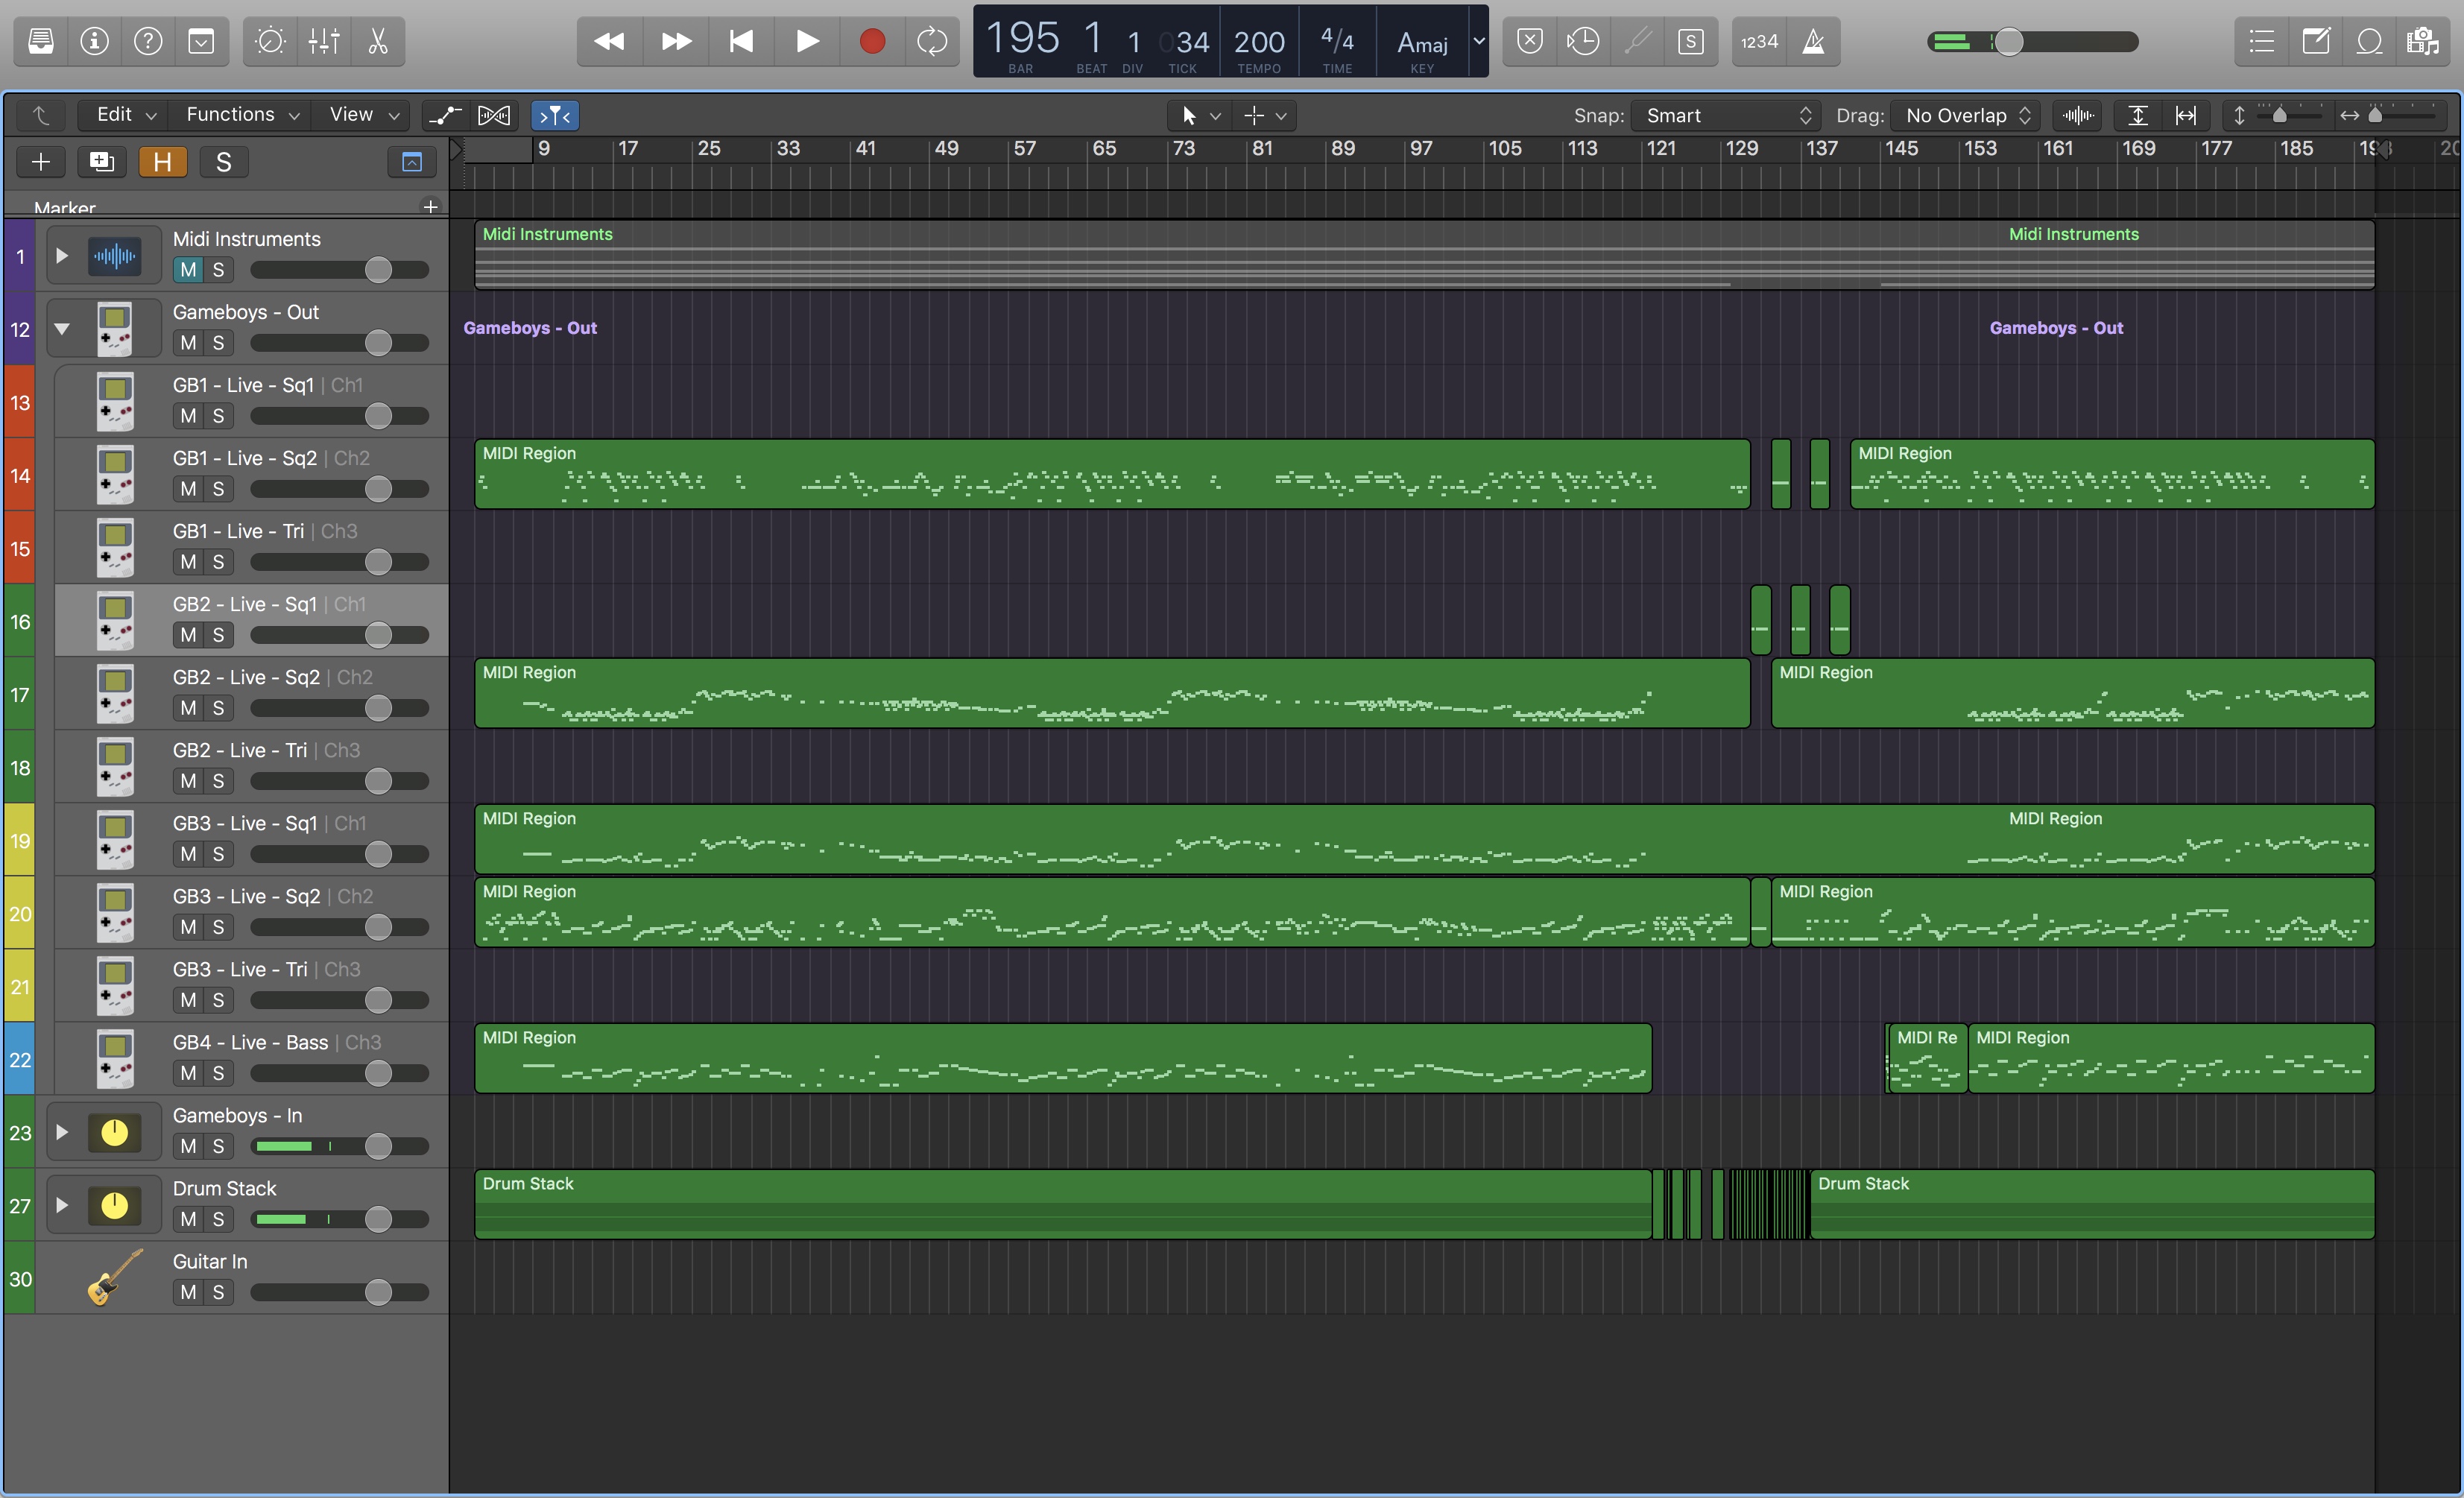 195 1 1 034 200 4/4 Amaj
BAR BEAT DIV TICK TEMPO TIME KEY
S 1234
Edit Functions View Snap: Smart Drag: No Overlap
H S
9 17 25 33 41 49 57 65 73 81 89 97 105 113 121 129 137 145 153 161 169 177 185
Marker
1 Midi Instruments
M S
Midi Instruments Midi Instruments
12 Gameboys - Out
M S
Gameboys - Out Gameboys - Out
13 GB1 - Live - Sq1 | Ch1
M S
14 GB1 - Live - Sq2 | Ch2
M S
MIDI Region MIDI Region
15 GB1 - Live - Tri | Ch3
M S
16 GB2 - Live - Sq1 | Ch1
M S
17 GB2 - Live - Sq2 | Ch2
M S
MIDI Region MIDI Region
18 GB2 - Live - Tri | Ch3
M S
19 GB3 - Live - Sq1 | Ch1
M S
MIDI Region MIDI Region
20 GB3 - Live - Sq2 | Ch2
M S
MIDI Region MIDI Region
21 GB3 - Live - Tri | Ch3
M S
22 GB4 - Live - Bass | Ch3
M S
MIDI Region MIDI Re MIDI Region
23 Gameboys - In
M S
27 Drum Stack
M S
Drum Stack Drum Stack
30 Guitar In
M S